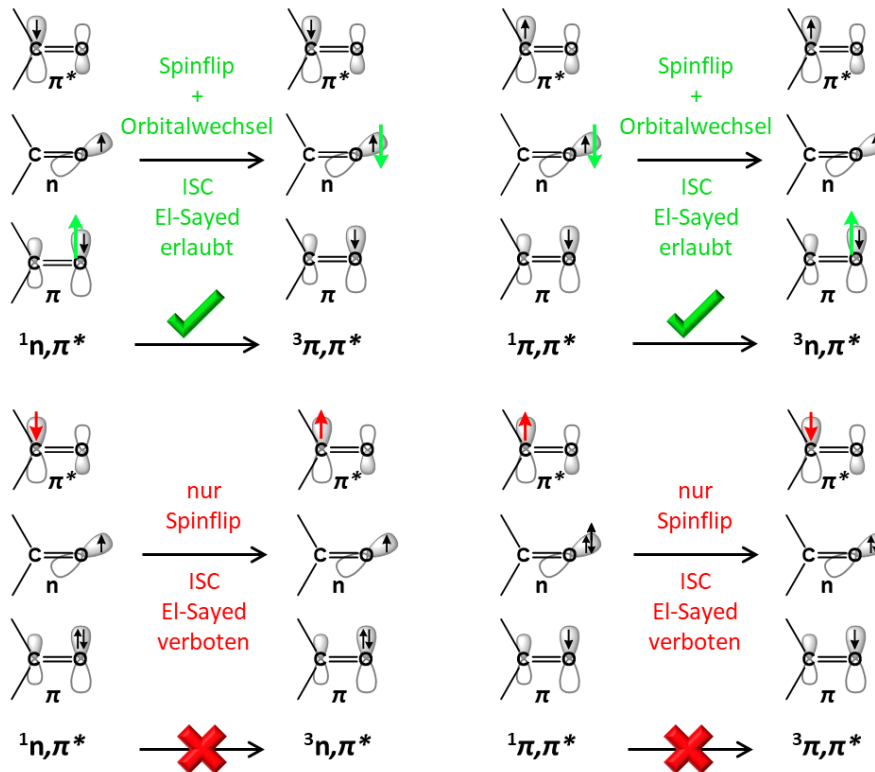 C O C O C O C O
π* Spinflip π* π* Spinflip π*
+ +
Orbitalwechsel Orbitalwechsel
C O C O C O C O
n ISC n n ISC n
El-Sayed El-Sayed
erlaubt erlaubt
C O C O C O C O
π π π π
¹n,π* ³π,π* ¹π,π* ³n,π*
C O C O C O C O
π* π* π* π*
nur nur
Spinflip Spinflip
C O C O C O C O
n ISC n n ISC n
El-Sayed El-Sayed
verboten verboten
C O C O C O C O
π π π π
¹n,π* ³n,π* ¹π,π* ³π,π*